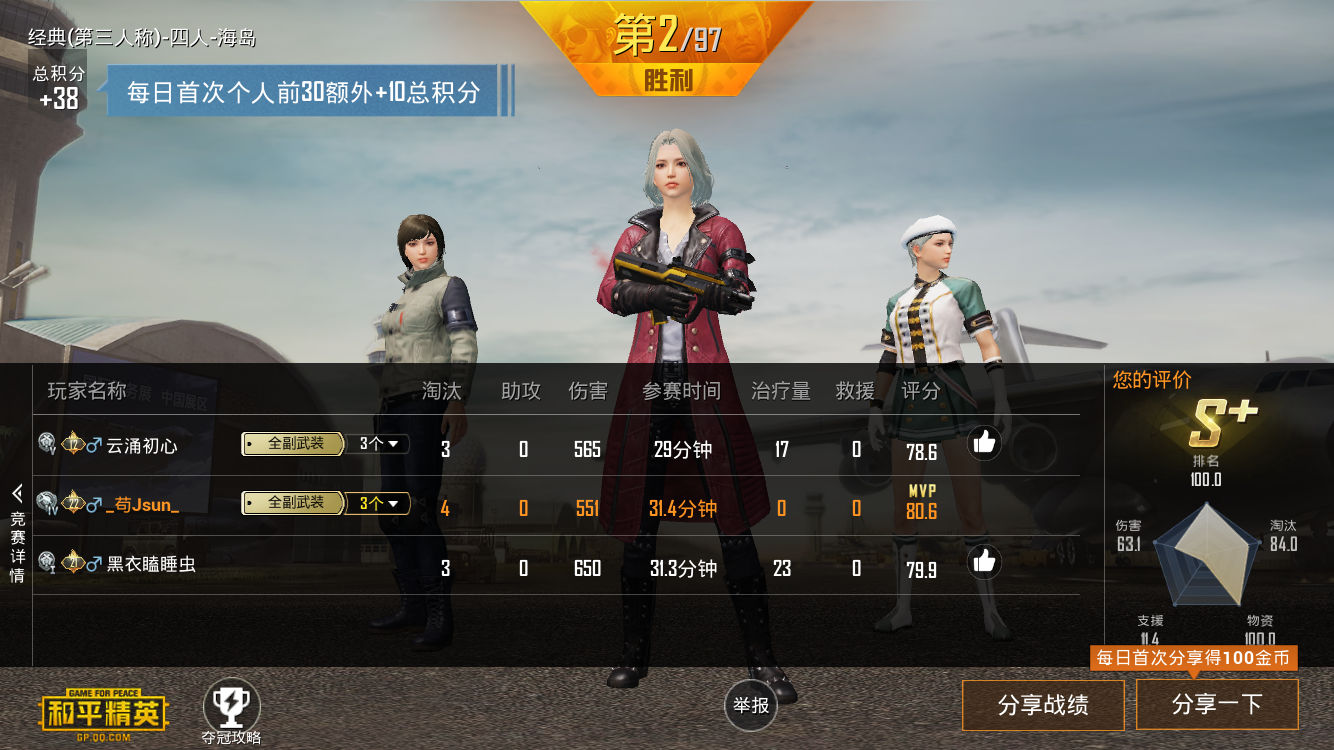 经典(第三人称)-四人-海岛
第2/97
胜利
总积分
+38
每日首次个人前30额外+10总积分
玩家名称 淘汰 助攻 伤害 参赛时间 治疗量 救援 评分
12 云涌初心 全副武装 3个 3 0 565 29分钟 17 0 78.6
MVP
22 _苟Jsun_ 全副武装 3个 4 0 551 31.4分钟 0 0 80.6
21 黑衣瞌睡虫 3 0 650 31.3分钟 23 0 79.9
竞赛详情
您的评价
S+
排名
100.0
伤害
63.1
淘汰
84.0
支援
11.4
物资
100.0
每日首次分享得100金币
GAME FOR PEACE
和平精英
GP.QQ.COM
夺冠攻略
举报
分享战绩
分享一下